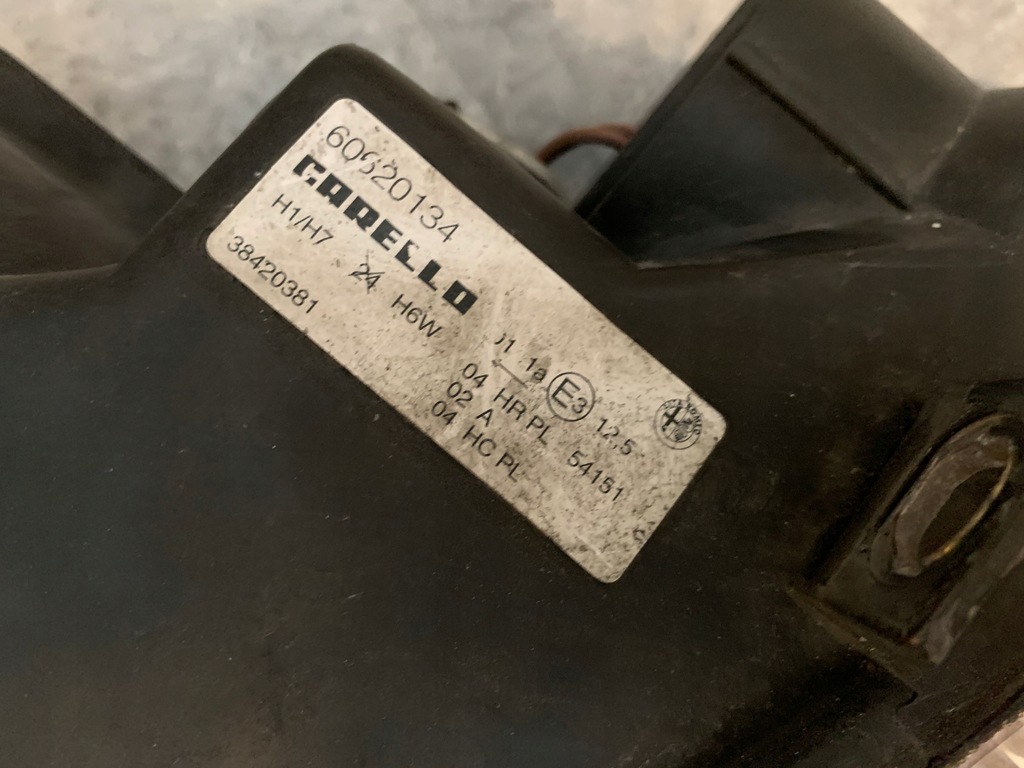 60620134
CARELLO
H1/H7 24 H6W
38420381
01 1a E3 12,5
04 HR PL 54151
02 A
04 HC PL